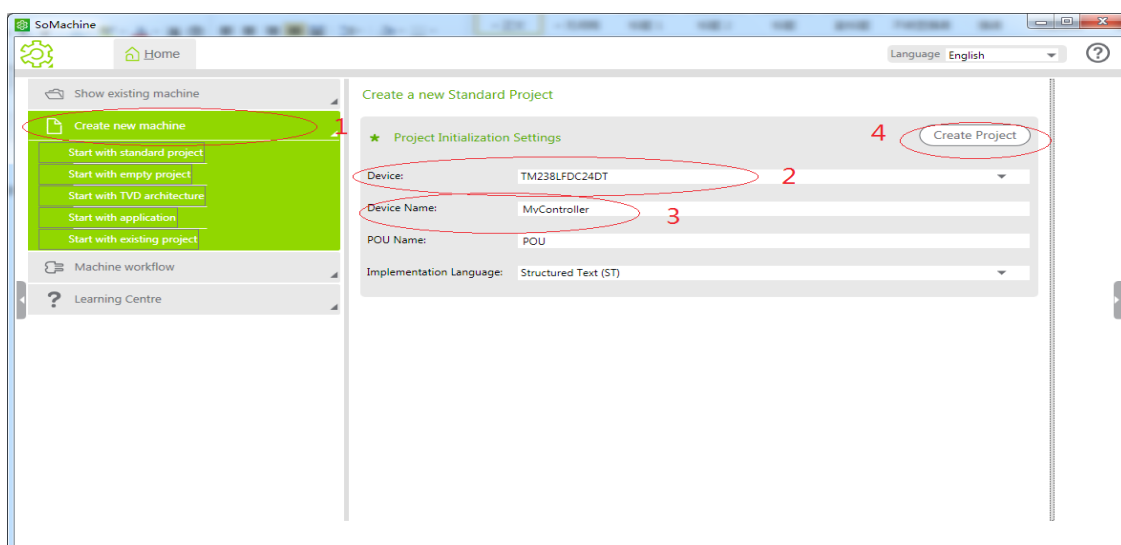 SoMachine
Home
Language English
?
Show existing machine
Create new machine 1
Start with standard project
Start with empty project
Start with TVD architecture
Start with application
Start with existing project
Machine workflow
? Learning Centre
Create a new Standard Project
* Project Initialization Settings
4 Create Project
Device: TM238LFDC24DT 2
Device Name: MyController 3
POU Name: POU
Implementation Language: Structured Text (ST)